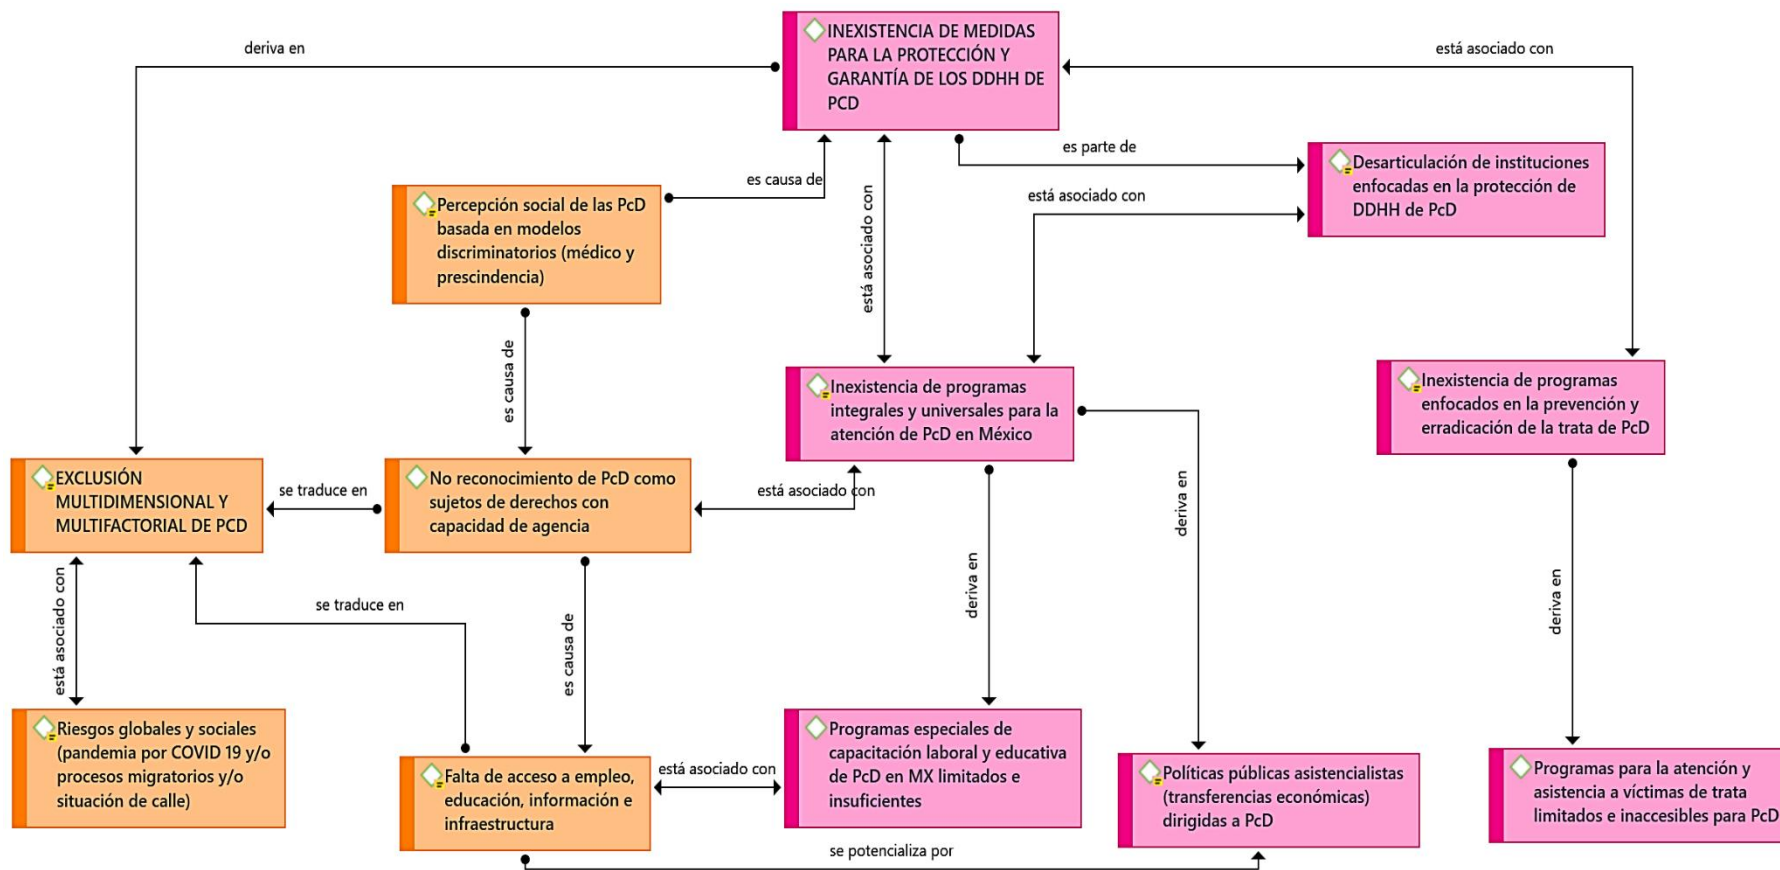 INEXISTENCIA DE MEDIDAS
PARA LA PROTECCIÓN Y
GARANTÍA DE LOS DDHH DE
PCD
deriva en
está asociado con
es parte de
Desarticulación de instituciones
enfocadas en la protección de
DDHH de PcD
es causa de
está asociado con
está asociado con
Percepción social de las PcD
basada en modelos
discriminatorios (médico y
prescindencia)
es causa de
Inexistencia de programas
integrales y universales para la
atención de PcD en México
Inexistencia de programas
enfocados en la prevención y
erradicación de la trata de PcD
EXCLUSIÓN
MULTIDIMENSIONAL Y
MULTIFACTORIAL DE PCD
se traduce en
No reconocimiento de PcD como
sujetos de derechos con
capacidad de agencia
está asociado con
deriva en
deriva en
deriva en
está asociado con
se traduce en
es causa de
Riesgos globales y sociales
(pandemia por COVID 19 y/o
procesos migratorios y/o
situación de calle)
Falta de acceso a empleo,
educación, información e
infraestructura
está asociado con
Programas especiales de
capacitación laboral y educativa
de PcD en MX limitados e
insuficientes
Políticas públicas asistencialistas
(transferencias económicas)
dirigidas a PcD
Programas para la atención y
asistencia a víctimas de trata
limitados e inaccesibles para PcD
se potencializa por